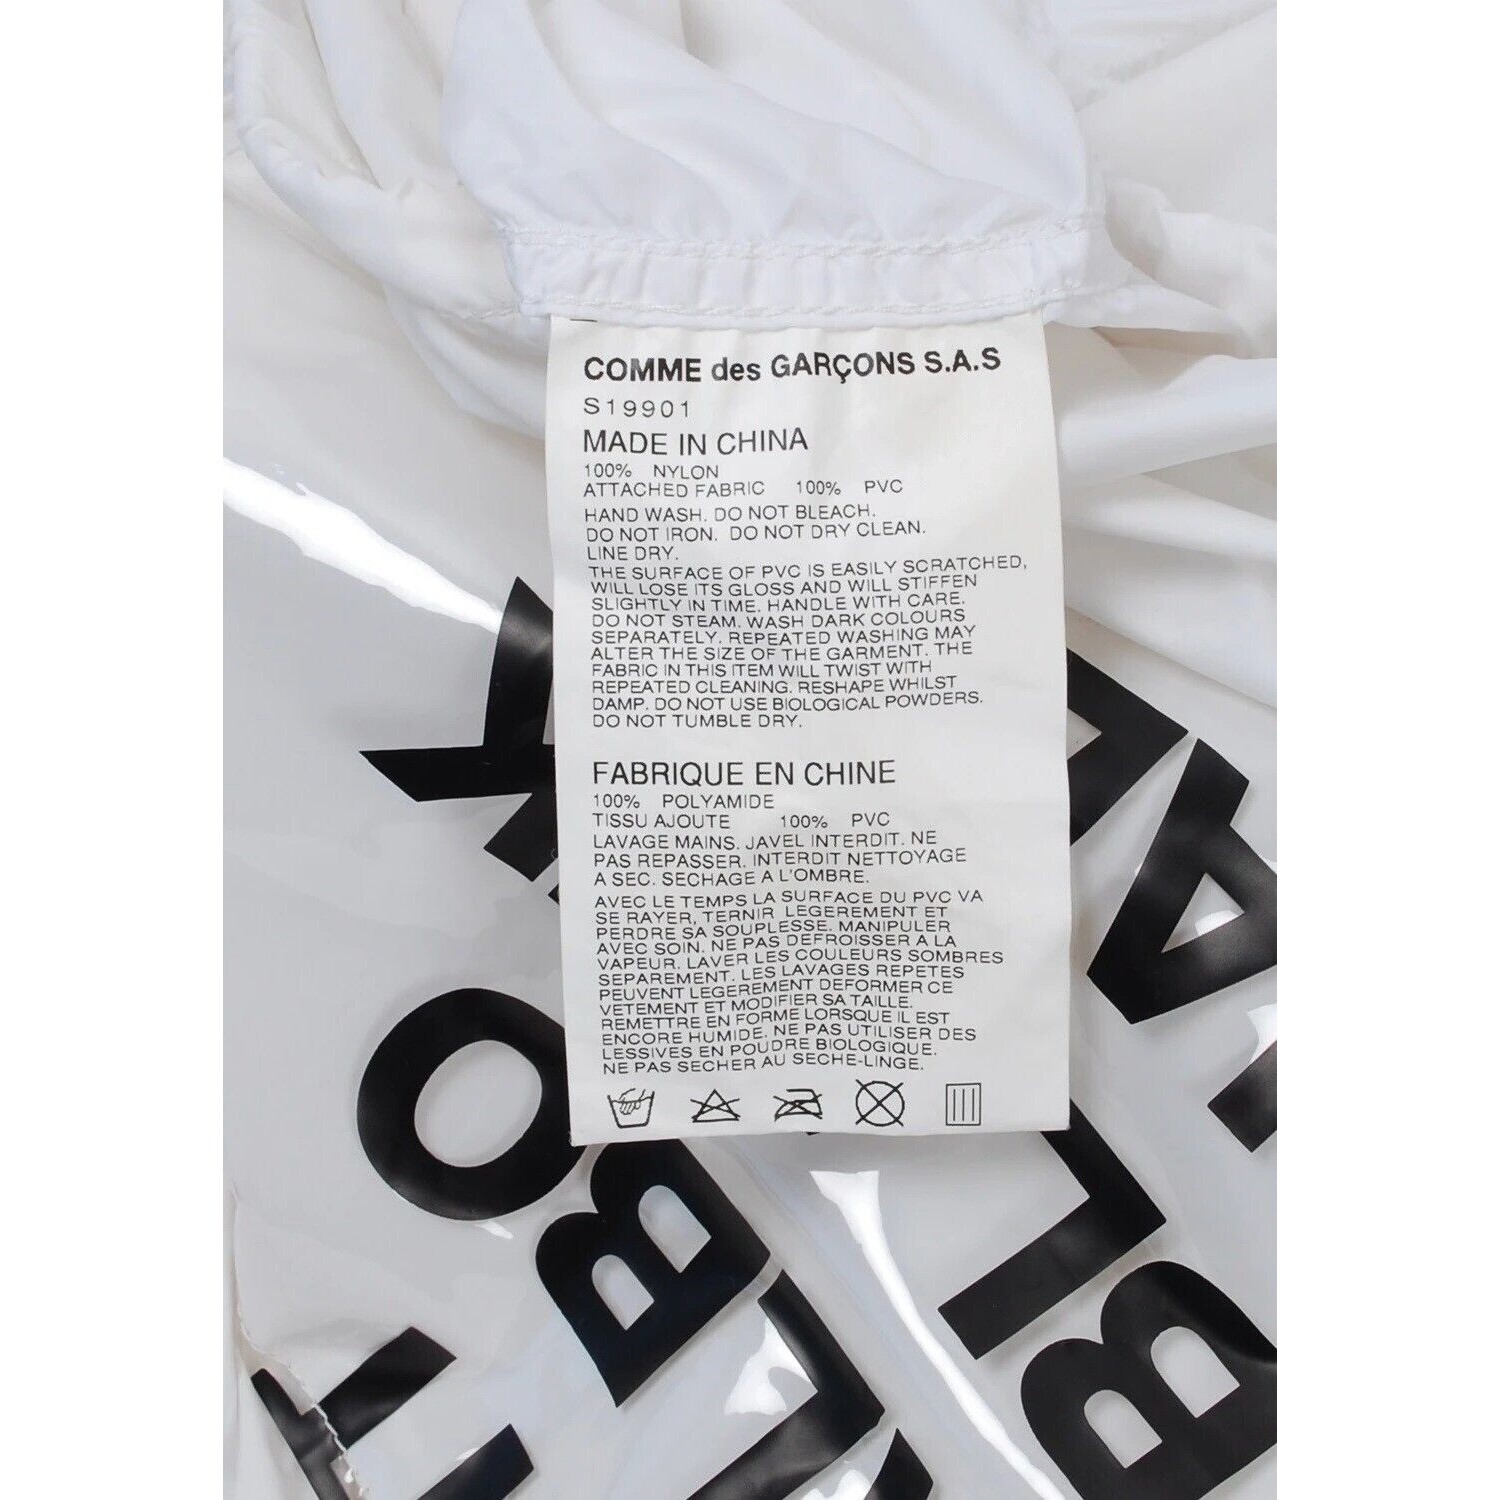 COMME des GARÇONS S.A.S
S19901
MADE IN CHINA
100% NYLON
ATTACHED FABRIC 100% PVC
HAND WASH. DO NOT BLEACH.
DO NOT IRON. DO NOT DRY CLEAN.
LINE DRY.
THE SURFACE OF PVC IS EASILY SCRATCHED,
WILL LOSE ITS GLOSS AND WILL STIFFEN
SLIGHTLY IN TIME. HANDLE WITH CARE.
DO NOT STEAM. WASH DARK COLOURS
SEPARATELY. REPEATED WASHING MAY
ALTER THE SIZE OF THE GARMENT. THE
FABRIC IN THIS ITEM WILL TWIST WITH
REPEATED CLEANING. RESHAPE WHILST
DAMP. DO NOT USE BIOLOGICAL POWDERS.
DO NOT TUMBLE DRY.
FABRIQUE EN CHINE
100% POLYAMIDE
TISSU AJOUTE 100% PVC
LAVAGE MAINS. JAVEL INTERDIT. NE
PAS REPASSER. INTERDIT NETTOYAGE
A SEC. SECHAGE A L'OMBRE.
AVEC LE TEMPS LA SURFACE DU PVC VA
SE RAYER, TERNIR LEGEREMENT ET
PERDRE SA SOUPLESSE. MANIPULER
AVEC SOIN. NE PAS DEFROISSER A LA
VAPEUR. LAVER LES COULEURS SOMBRES
SEPAREMENT. LES LAVAGES REPETES
PEUVENT LEGEREMENT DEFORMER CE
VETEMENT ET MODIFIER SA TAILLE.
REMETTRE EN FORME LORSQUE IL EST
ENCORE HUMIDE. NE PAS UTILISER DES
LESSIVES EN POUDRE BIOLOGIQUE.
NE PAS SECHER AU SECHE-LINGE.